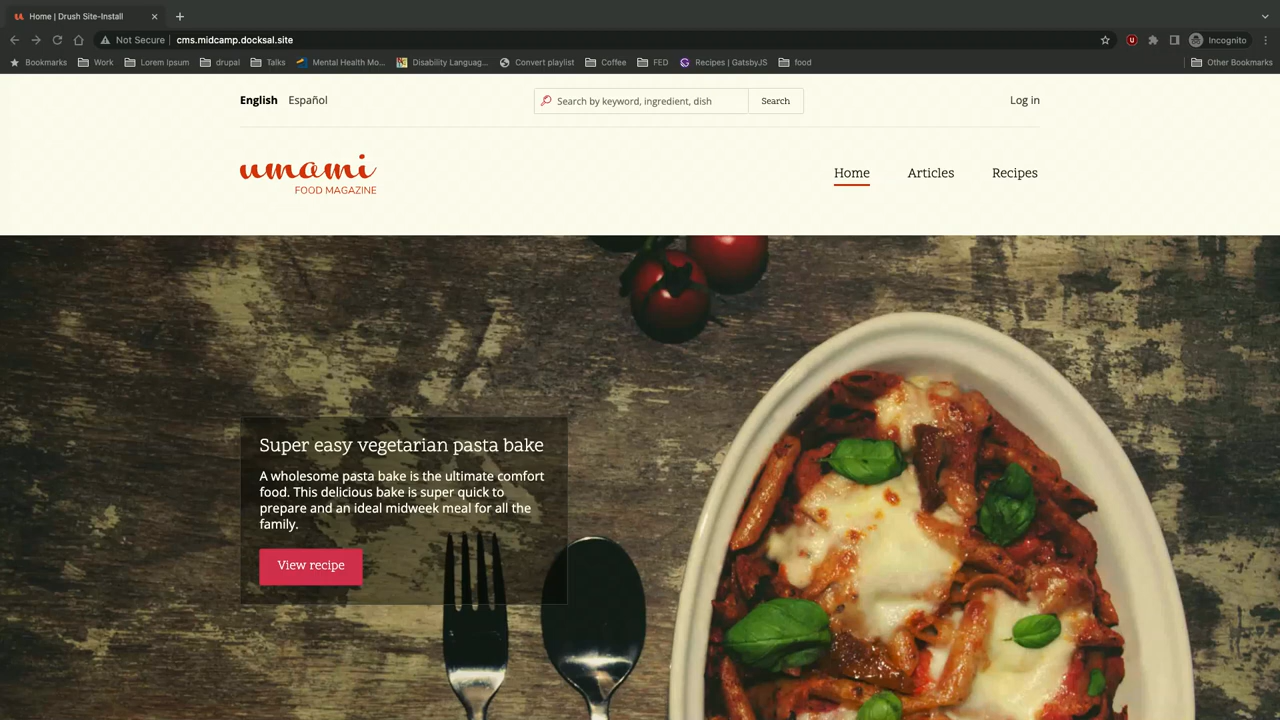 Home | Drush Site-Install
Not Secure
cms.midcamp.docksal.site
Incognito
Bookmarks
Work
Lorem Ipsum
drupal
Talks
Mental Health Mo...
Disability Languag...
Convert playlist
Coffee
FED
Recipes | GatsbyJS
food
Other Bookmarks
English Español
Search by keyword, ingredient, dish
Search
Log in
umami
FOOD MAGAZINE
Home
Articles
Recipes
Super easy vegetarian pasta bake
A wholesome pasta bake is the ultimate comfort
food. This delicious bake is super quick to
prepare and an ideal midweek meal for all the
family.
View recipe